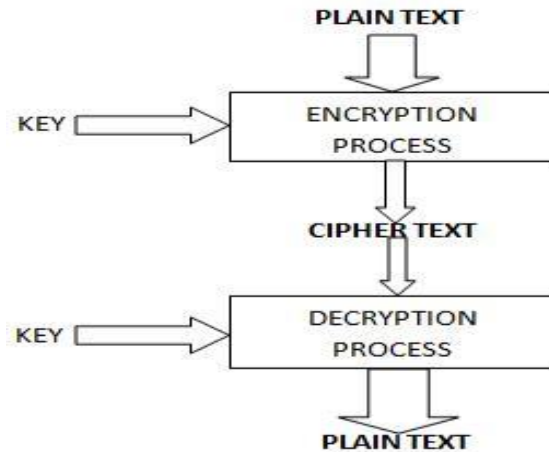 PLAIN TEXT
KEY
ENCRYPTION
PROCESS
CIPHER TEXT
KEY
DECRYPTION
PROCESS
PLAIN TEXT